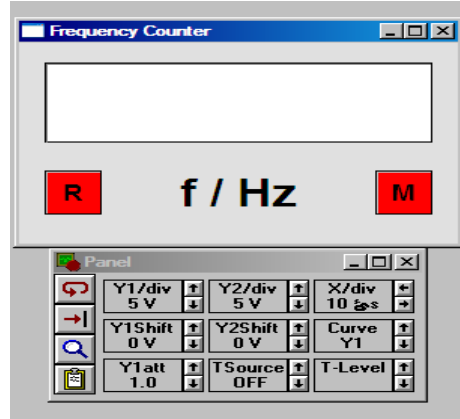 Frequency Counter
R f / Hz M
Panel
Y1/div Y2/div X/div
5 V 5 V 10
Y1Shift Y2Shift Curve
0 V 0 V Y1
Y1att TSource T-Level
1.0 OFF